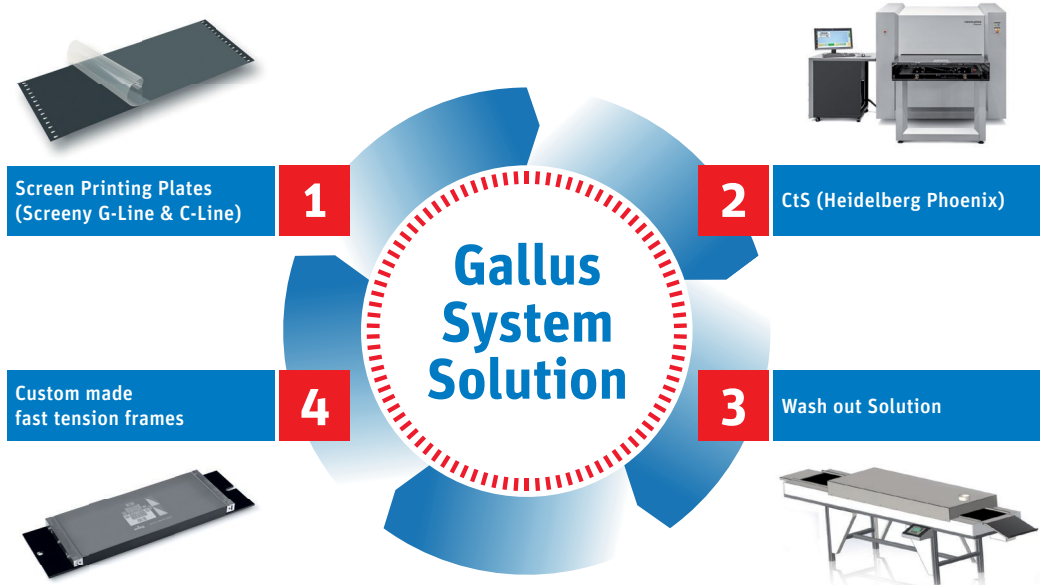 Screen Printing Plates
(Screeny G-Line & C-Line)
1
2
CtS (Heidelberg Phoenix)
Gallus
System
Solution
Custom made
fast tension frames
4
3
Wash out Solution